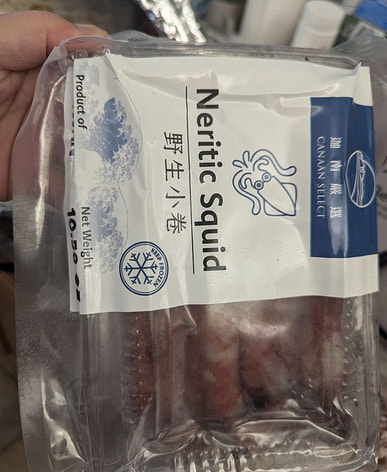 迦南嚴選
CANAAN SELECT
Neritic Squid
野生小卷
KEEP FROZEN
Product of
Net Weight